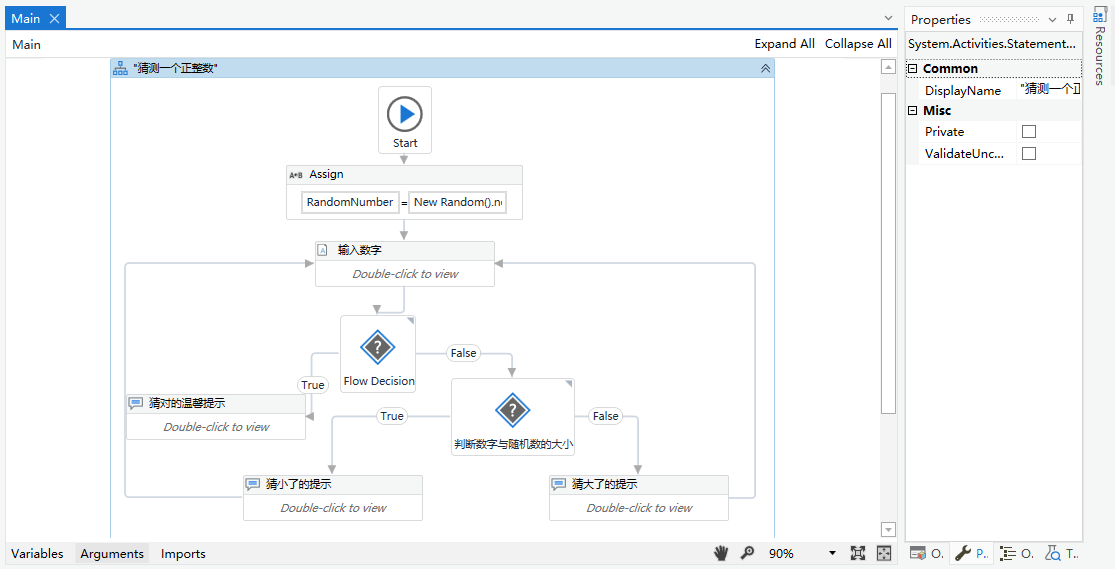 Main
Properties
Main
Expand All Collapse All
System.Activities.Statement...
Resources
"猜测一个正整数"
Common
DisplayName "猜测一个正
Misc
Private
ValidateUnc...
Start
Assign
RandomNumber = New Random().n
输入数字
Double-click to view
False
Flow Decision
True
猜对的温馨提示
Double-click to view
True
False
判断数字与随机数的大小
猜小了的提示
Double-click to view
猜大了的提示
Double-click to view
Variables Arguments Imports
90%
O. P.. O. T..